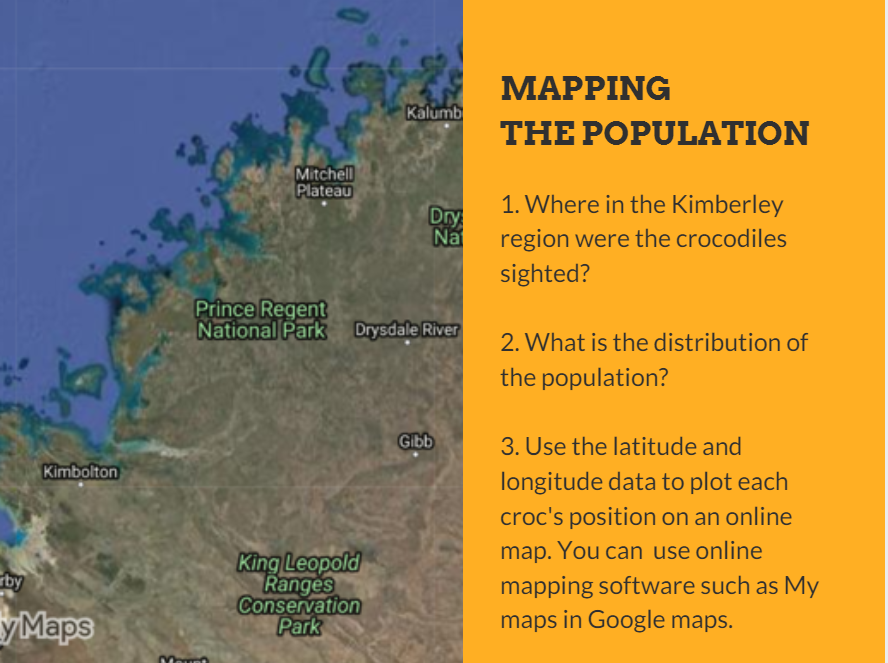 Kalumb
Mitchell
Plateau
Dry
Nat
Prince Regent
National Park
Drysdale River
Gibb
Kimbolton
King Leopold
Ranges
Conservation
Park
rby
y Maps
Mount
MAPPING
THE POPULATION
1. Where in the Kimberley
region were the crocodiles
sighted?
2. What is the distribution of
the population?
3. Use the latitude and
longitude data to plot each
croc's position on an online
map. You can  use online
mapping software such as My
maps in Google maps.